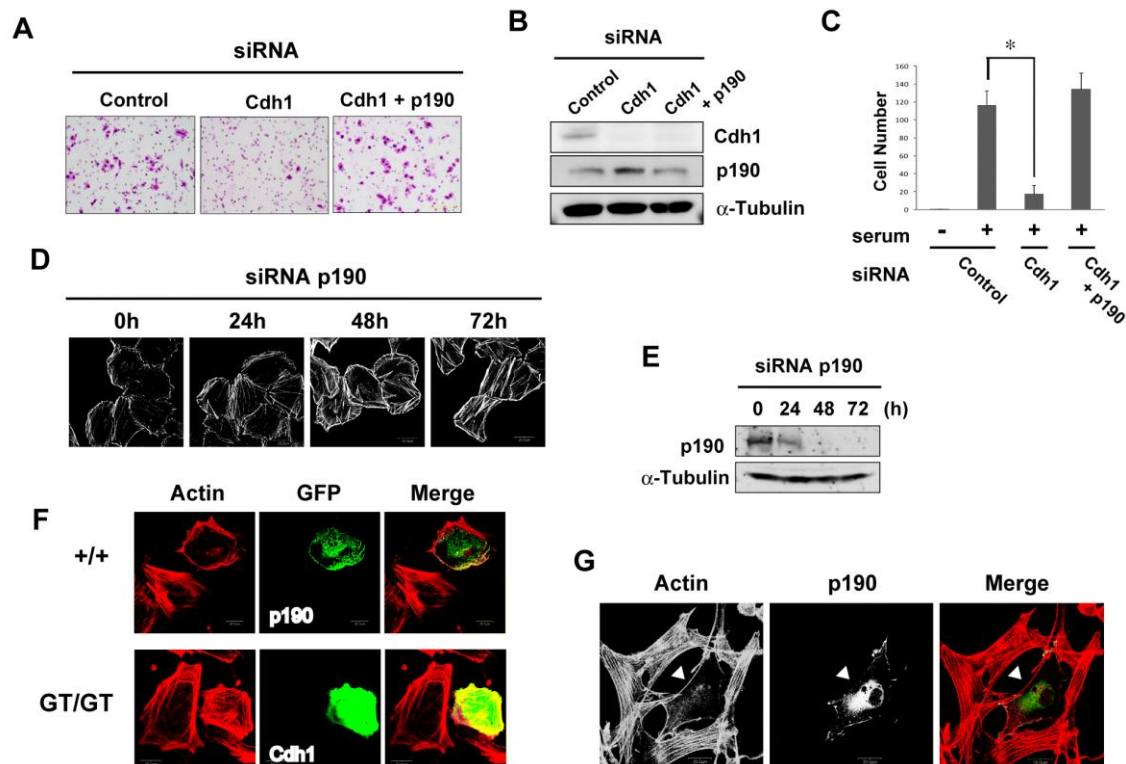 A
siRNA
Control Cdh1 Cdh1 + p190
B
siRNA
Control Cdh1 Cdh1 + p190
Cdh1
p190
α-Tubulin
C
*
160
140
120
100
80
60
40
20
0
Cell Number
serum - + + +
siRNA Control Cdh1 Cdh1 + p190
D
siRNA p190
0h 24h 48h 72h
E
siRNA p190
0 24 48 72 (h)
p190
α-Tubulin
F
Actin GFP Merge
+/+
p190
GT/GT
Cdh1
G
Actin p190 Merge